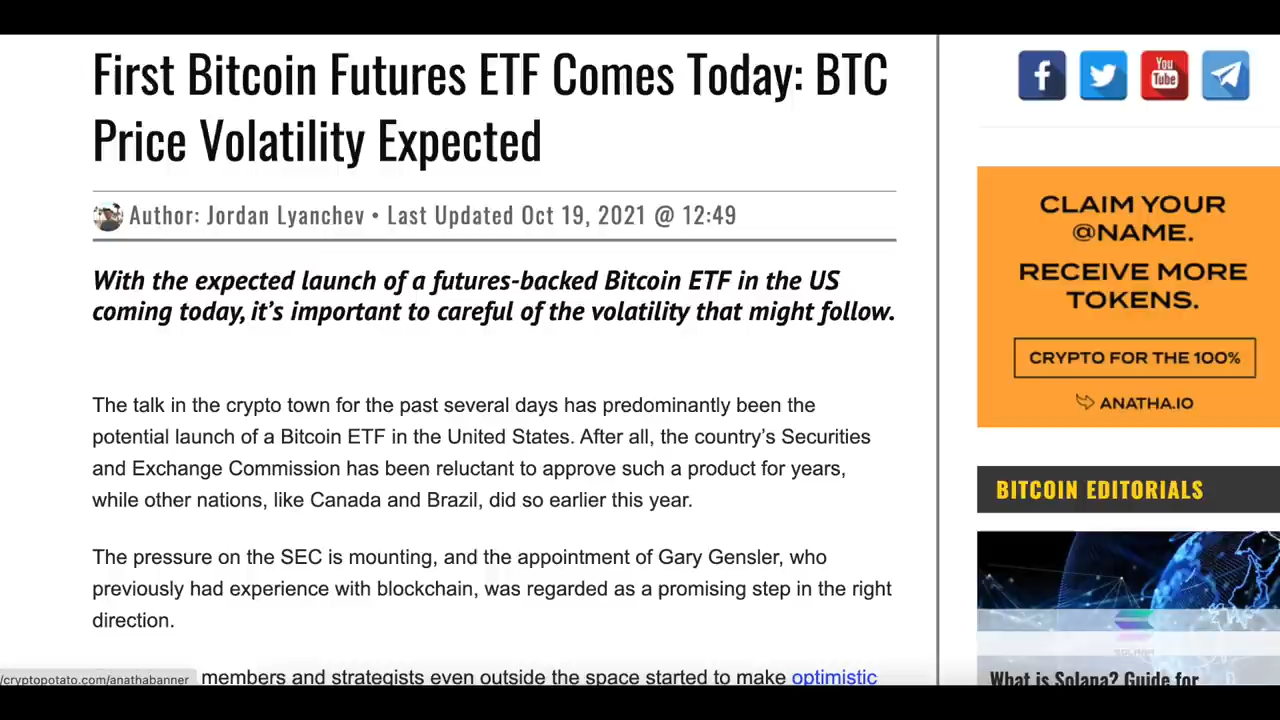 First Bitcoin Futures ETF Comes Today: BTC
Price Volatility Expected
Author: Jordan Lyanchev • Last Updated Oct 19, 2021 @ 12:49
With the expected launch of a futures-backed Bitcoin ETF in the US
coming today, it's important to careful of the volatility that might follow.
The talk in the crypto town for the past several days has predominantly been the
potential launch of a Bitcoin ETF in the United States. After all, the country's Securities
and Exchange Commission has been reluctant to approve such a product for years,
while other nations, like Canada and Brazil, did so earlier this year.
The pressure on the SEC is mounting, and the appointment of Gary Gensler, who
previously had experience with blockchain, was regarded as a promising step in the right
direction.
members and strategists even outside the space started to make optimistic
/cryptopotato.com/anathabanner
You
Tube
CLAIM YOUR
@NAME.
RECEIVE MORE
TOKENS.
CRYPTO FOR THE 100%
ANATHA.IO
BITCOIN EDITORIALS
SOLANA
What is Solana? Guide for